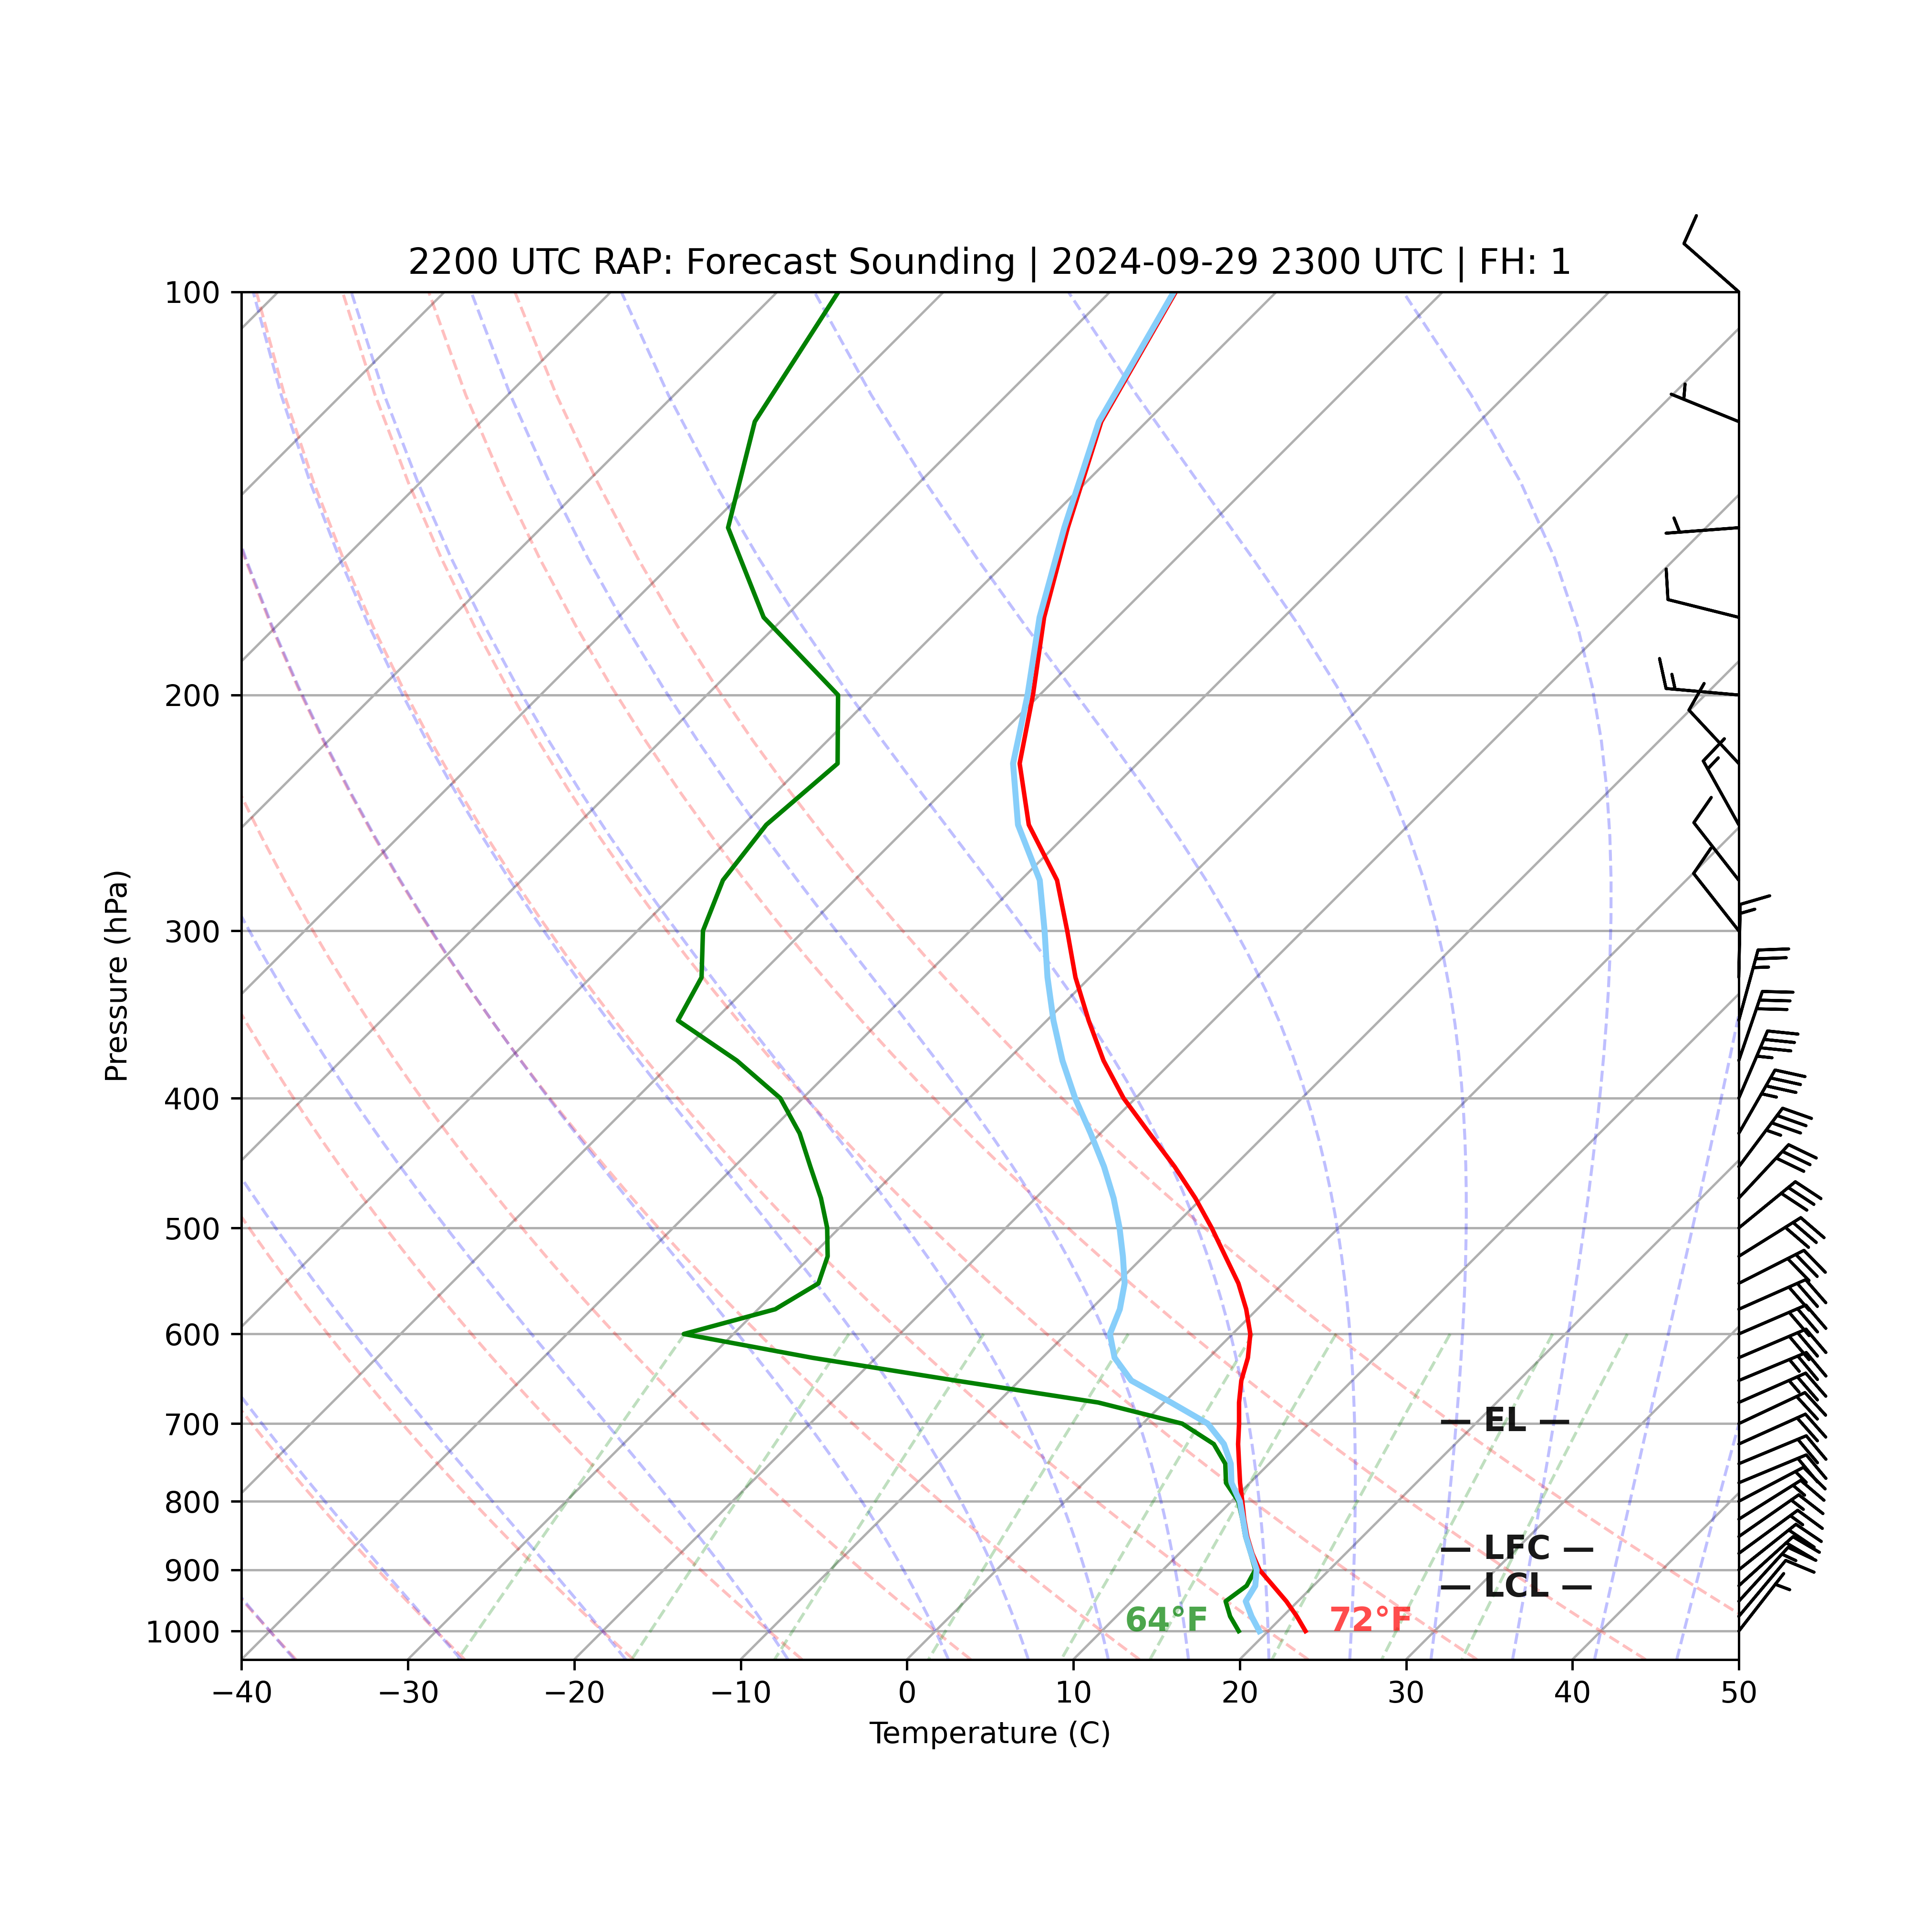 2200 UTC RAP: Forecast Sounding | 2024-09-29 2300 UTC | FH: 1
100
200
300
400
500
600
700
800
900
1000
Pressure (hPa)
— EL —
— LFC —
— LCL —
64°F
72°F
−40 −30 −20 −10 0 10 20 30 40 50
Temperature (C)